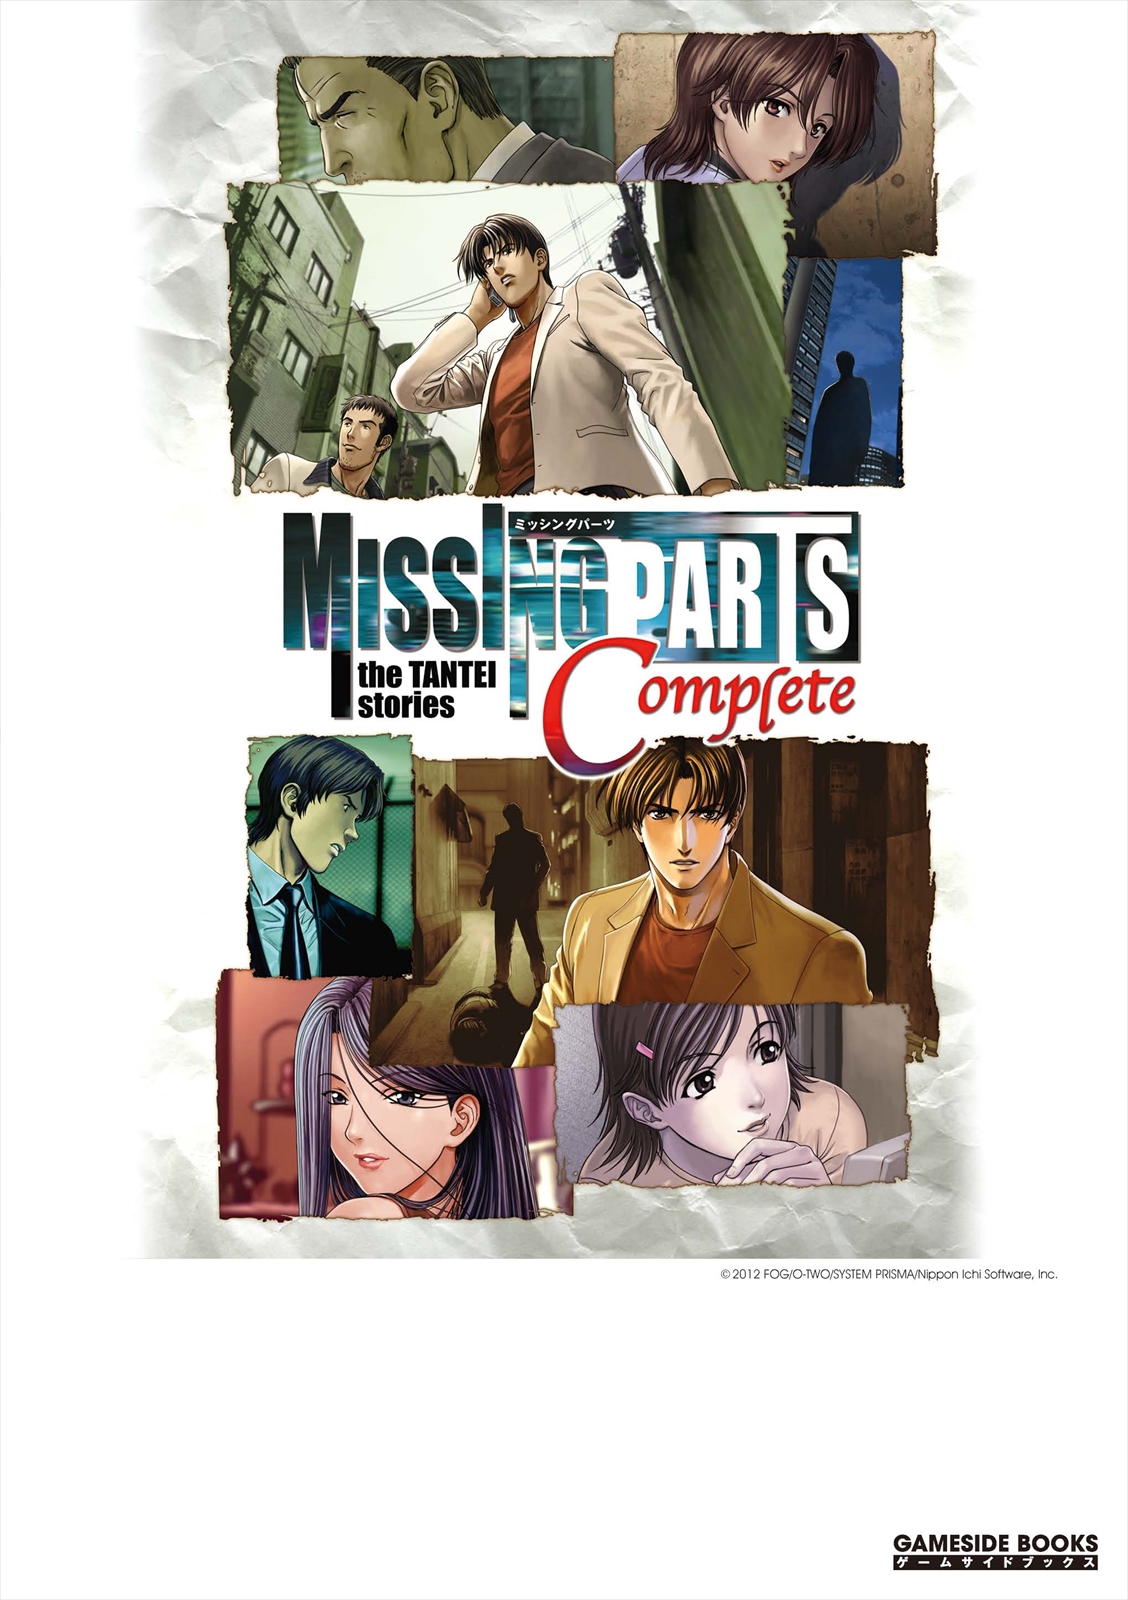 ミッシングパーツ
MISSING PARTS
the TANTEI
stories
Complete
© 2012 FOG/O-TWO/SYSTEM PRISMA/Nippon Ichi Software, Inc.
GAMESIDE BOOKS
ゲームサイドブックス